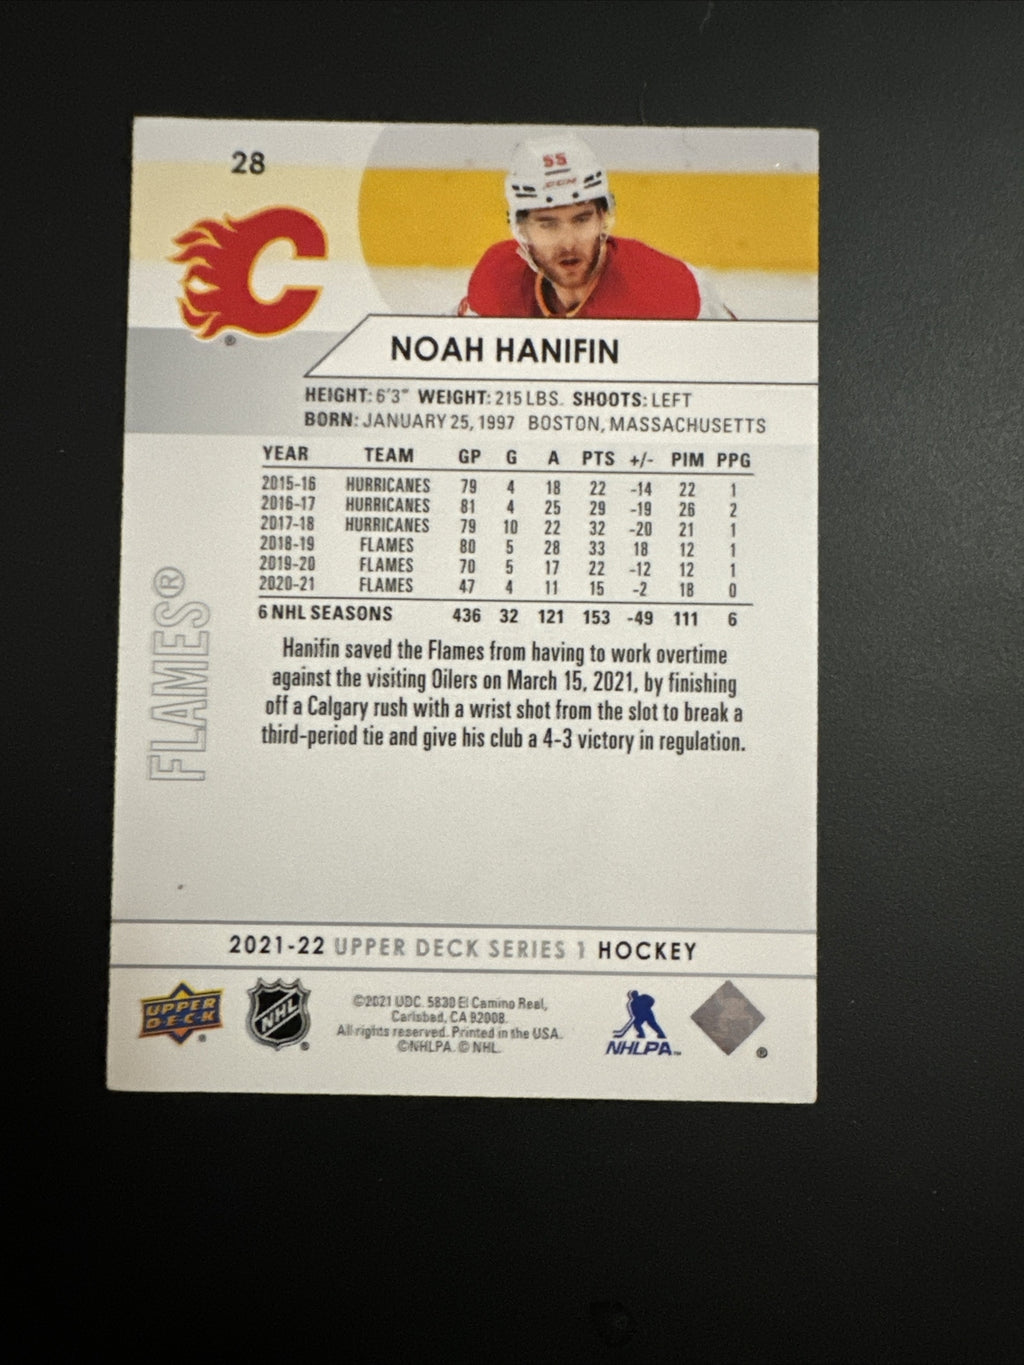 28
55
CCM
®
NOAH HANIFIN
HEIGHT: 6'3" WEIGHT: 215 LBS. SHOOTS: LEFT
BORN: JANUARY 25, 1997 BOSTON, MASSACHUSETTS
YEAR TEAM GP G A PTS +/- PIM PPG
2015-16 HURRICANES 79 4 18 22 -14 22 1
2016-17 HURRICANES 81 4 25 29 -19 26 2
2017-18 HURRICANES 79 10 22 32 -20 21 1
2018-19 FLAMES 80 5 28 33 18 12 1
2019-20 FLAMES 70 5 17 22 -12 12 1
2020-21 FLAMES 47 4 11 15 -2 18 0
6 NHL SEASONS 436 32 121 153 -49 111 6
FLAMES®
Hanifin saved the Flames from having to work overtime
against the visiting Oilers on March 15, 2021, by finishing
off a Calgary rush with a wrist shot from the slot to break a
third-period tie and give his club a 4-3 victory in regulation.
2021-22 UPPER DECK SERIES 1 HOCKEY
UPPER
D·E·C·K
®
NHL
®
©2021 UDC. 5830 El Camino Real,
Carlsbad, CA 92008.
All rights reserved. Printed in the USA.
©NHLPA. © NHL.
NHLPA™
®